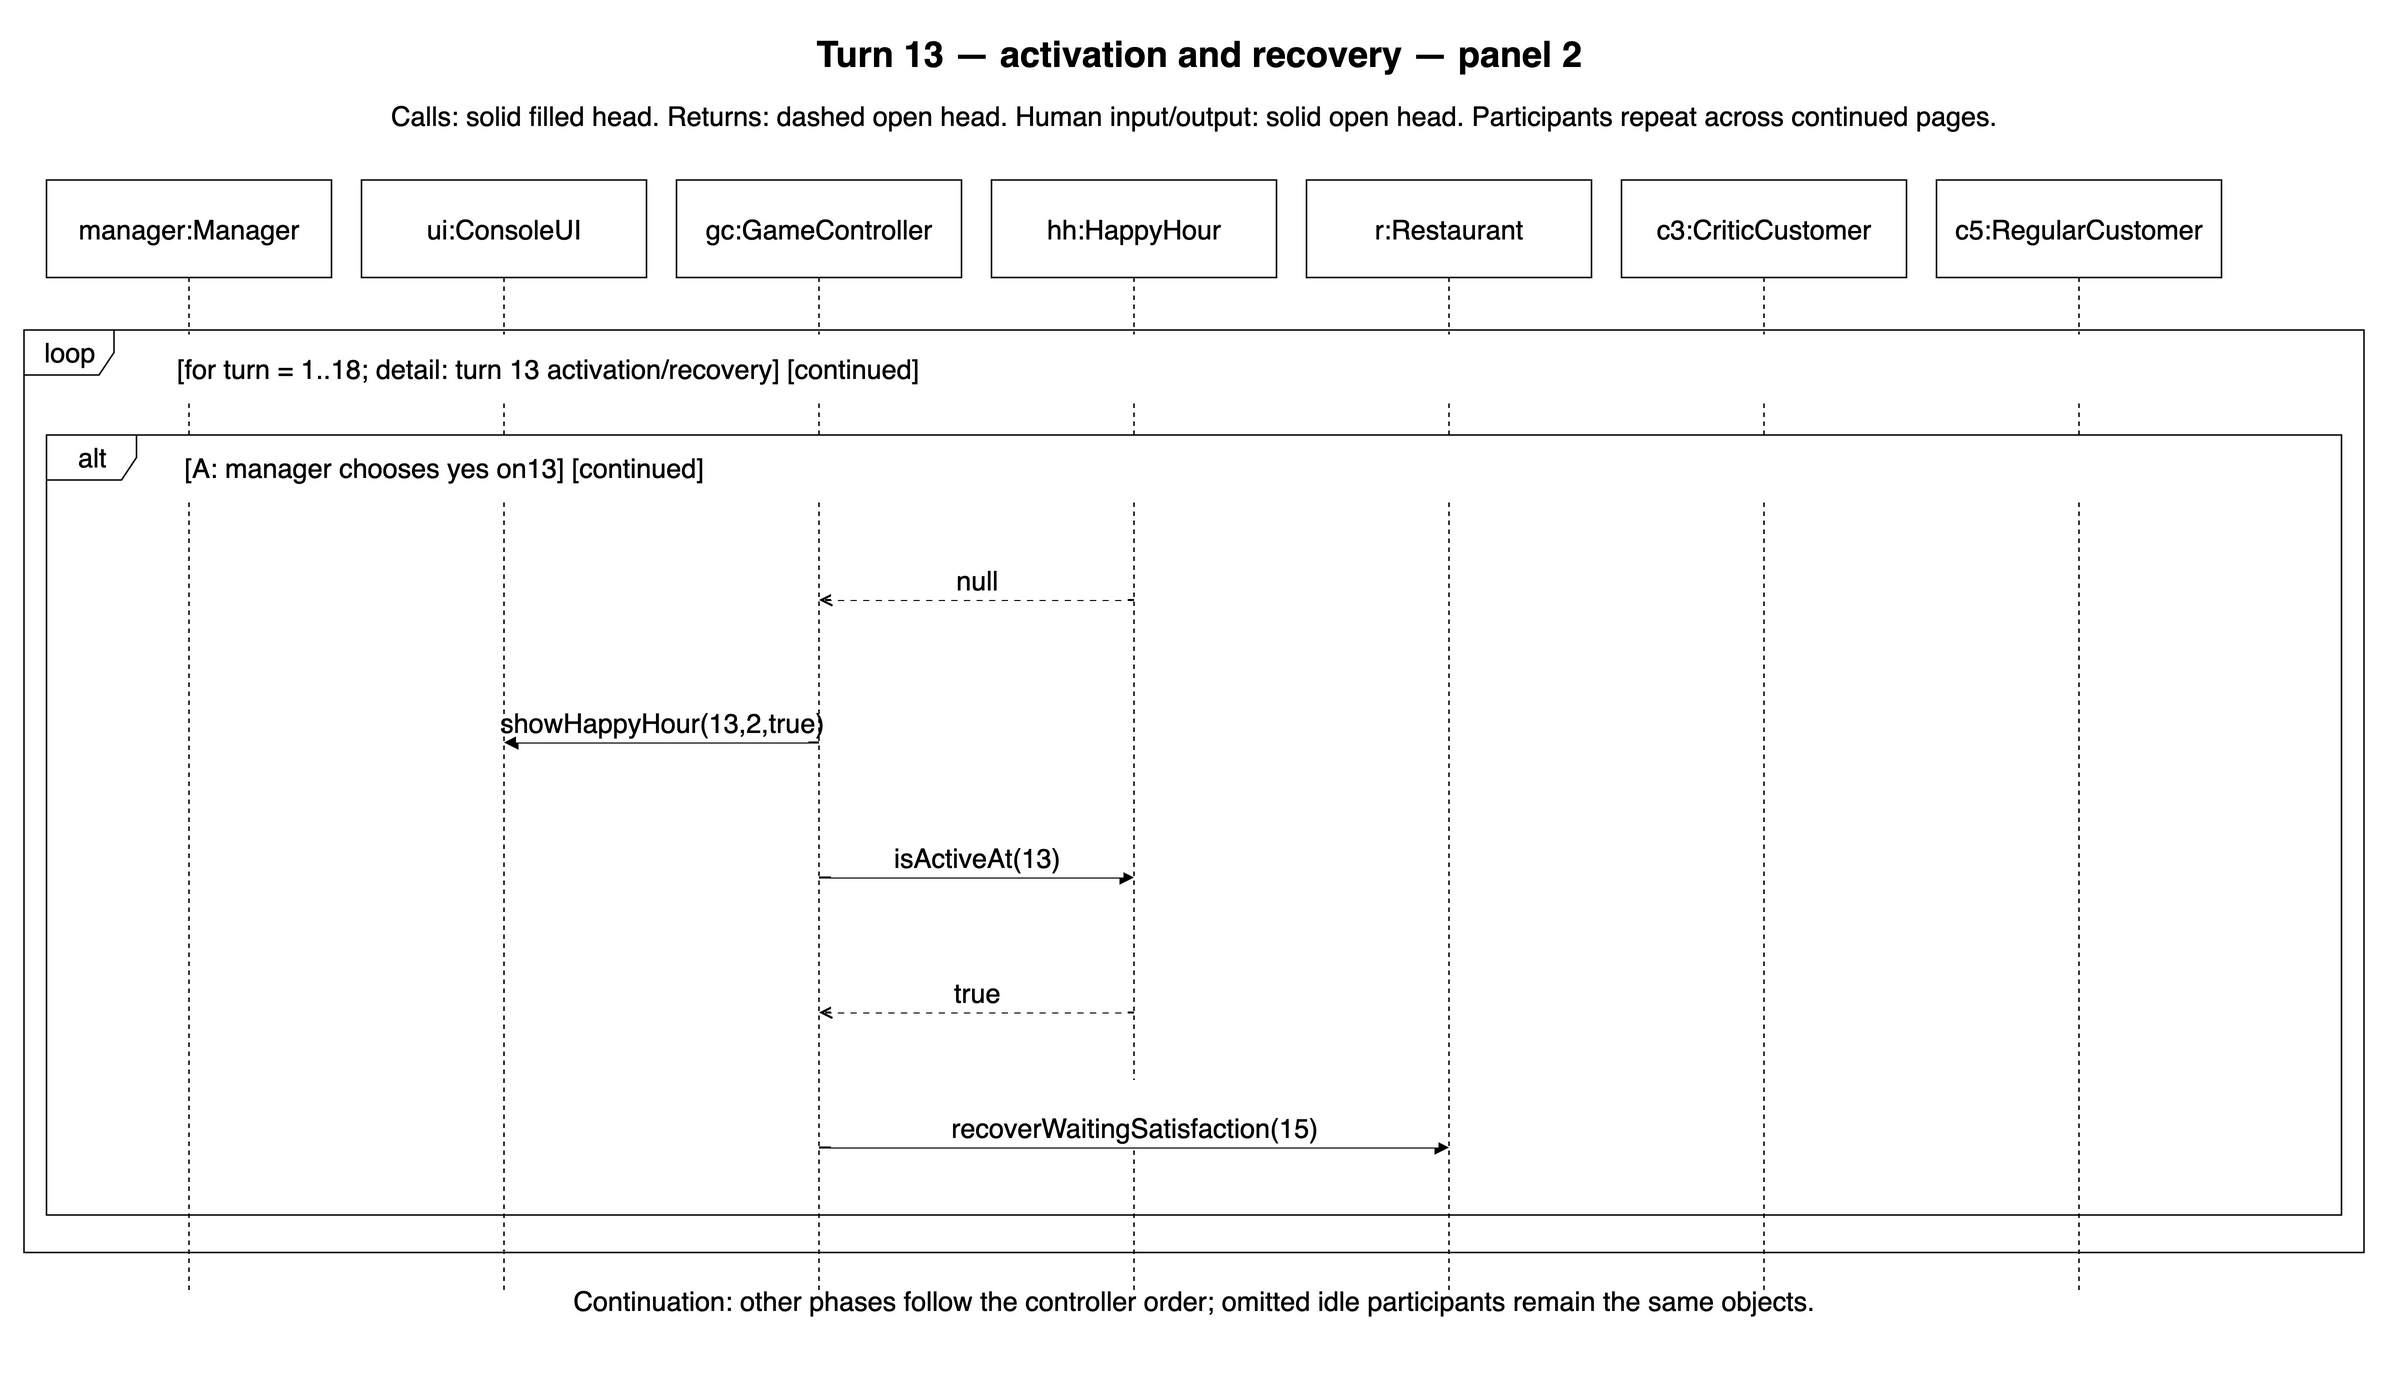 Turn 13 — activation and recovery — panel 2
Calls: solid filled head. Returns: dashed open head. Human input/output: solid open head. Participants repeat across continued pages.
manager:Manager
ui:ConsoleUI
gc:GameController
hh:HappyHour
r:Restaurant
c3:CriticCustomer
c5:RegularCustomer
loop
[for turn = 1..18; detail: turn 13 activation/recovery] [continued]
alt
[A: manager chooses yes on13] [continued]
null
showHappyHour(13,2,true)
isActiveAt(13)
true
recoverWaitingSatisfaction(15)
Continuation: other phases follow the controller order; omitted idle participants remain the same objects.